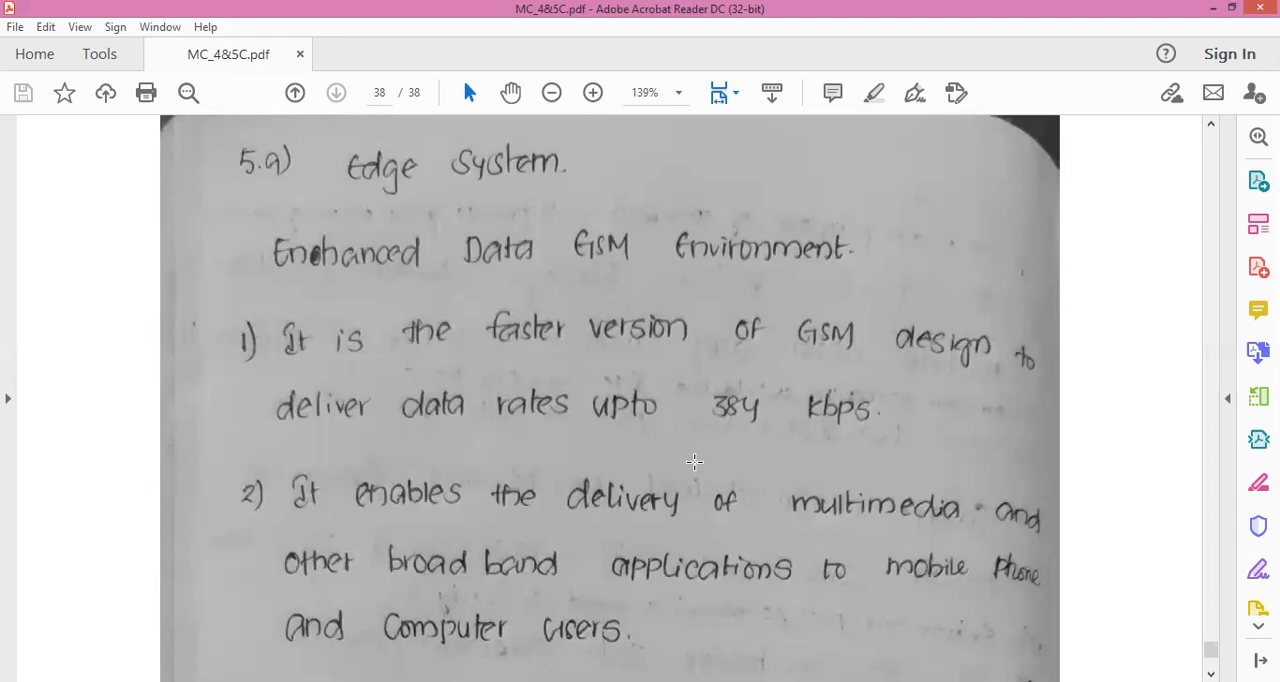 MC_4&5C.pdf - Adobe Acrobat Reader DC (32-bit)
File Edit View Sign Window Help
Home Tools MC_4&5C.pdf × Sign In
38 / 38 139%
5.a) Edge System.
Enchanced Data GSM Environment.
1) It is the faster version of GSM design to
deliver data rates upto 384 kbps.
2) It enables the delivery of multimedia and
other broad band applications to mobile phone
and computer users.